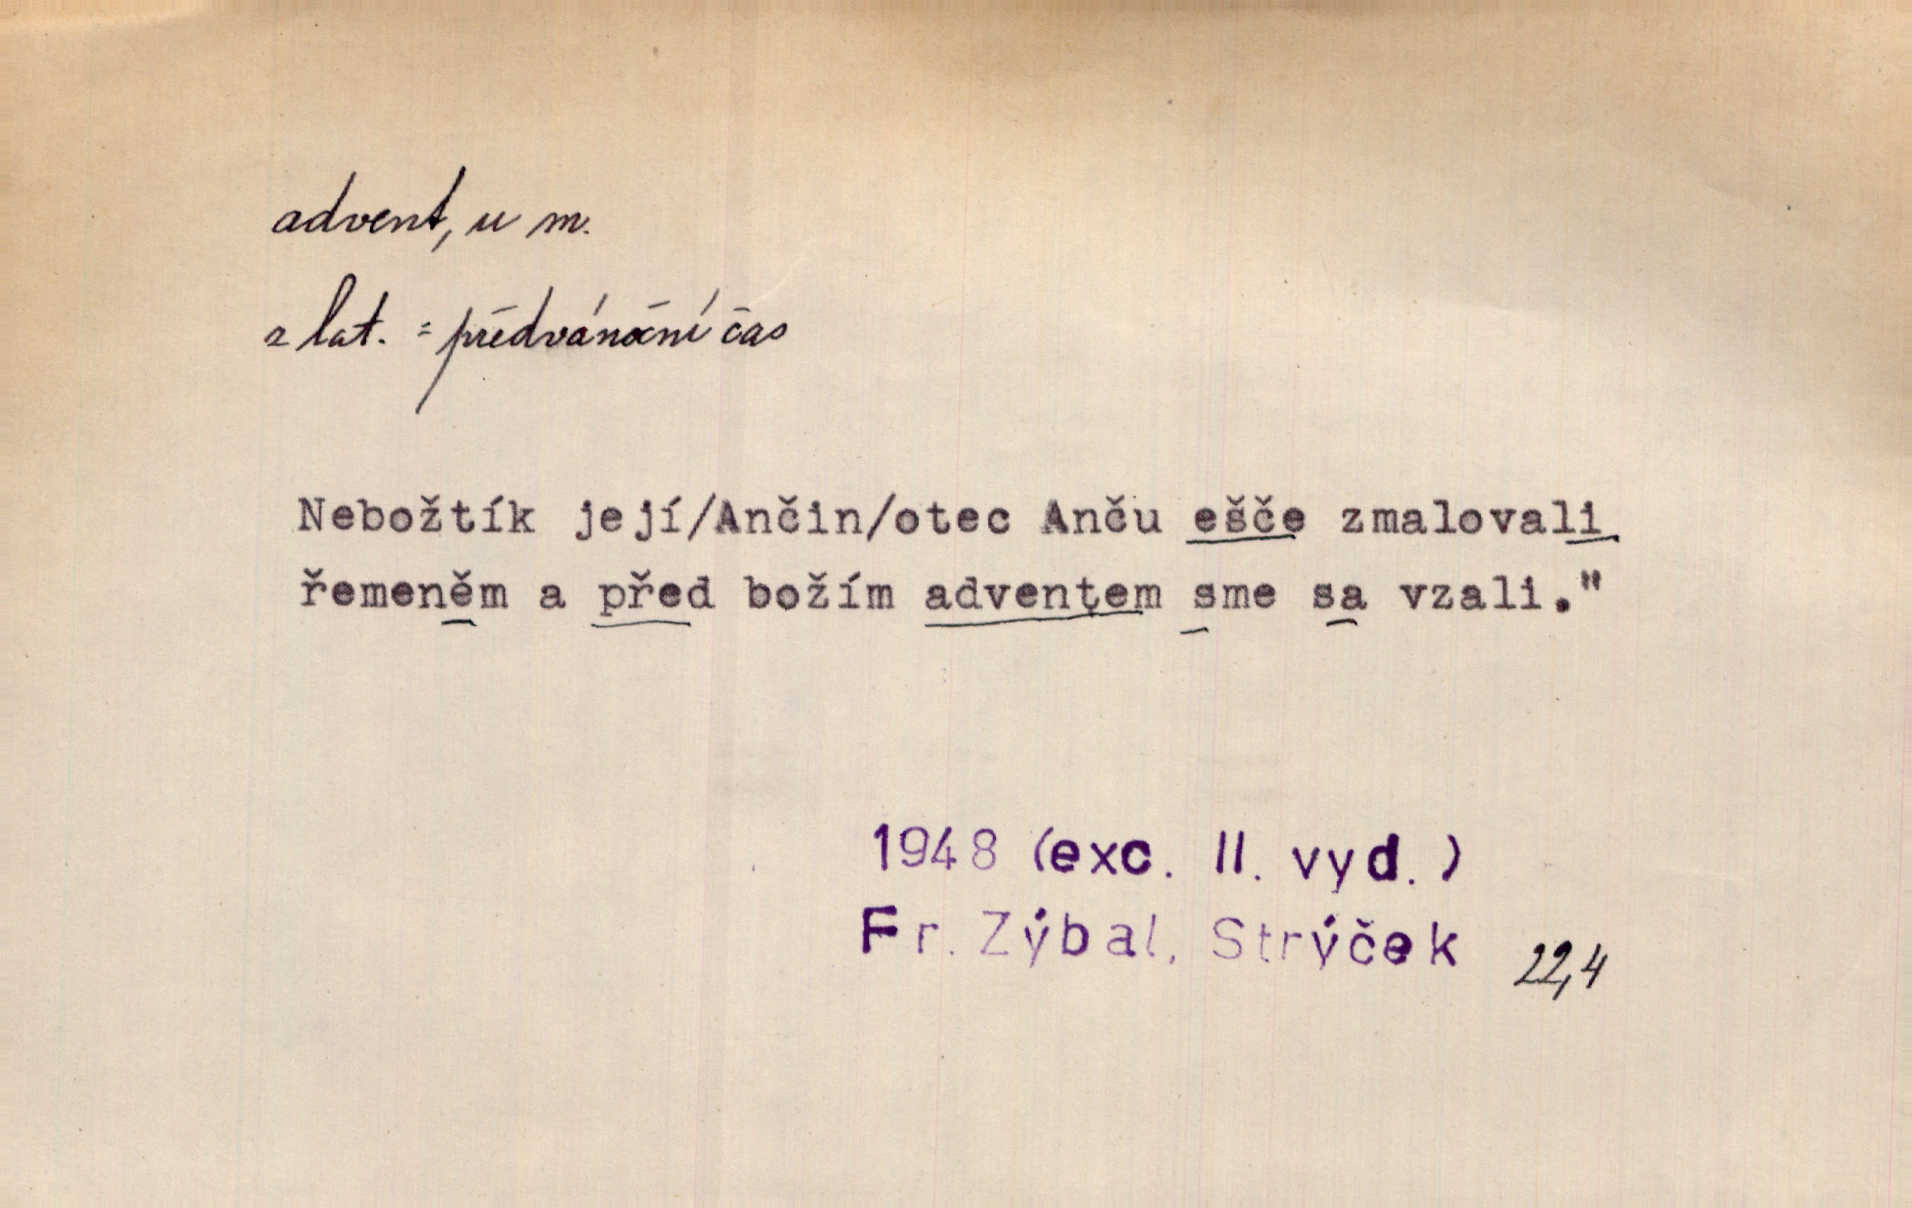 advent, u m.
z lat. = předvánoční čas
Nebožtík její/Ančin/otec Anču ešče zmalovali
řemeněm a před božím adventem sme sa vzali."
1948 (exc. II. vyd.)
Fr. Zýbal, Strýček 22,4